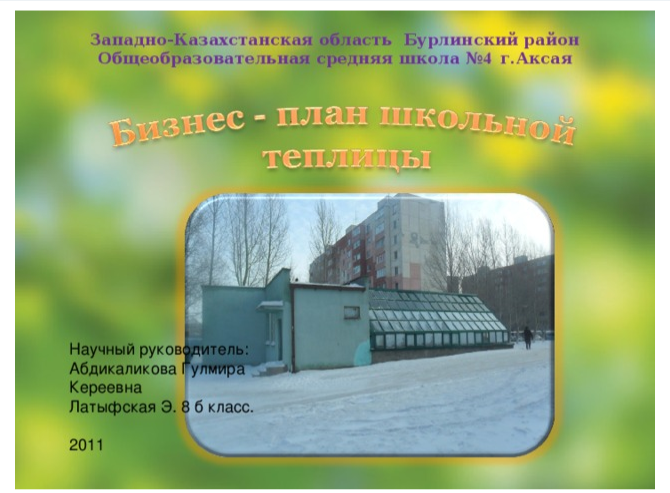 Западно-Казахстанская область Бурлинский район
Общеобразовательная средняя школа №4 г.Аксая
Бизнес - план школьной
теплицы
Научный руководитель:
Абдикаликова Гулмира
Кереевна
Латыфская Э. 8 б класс.
2011